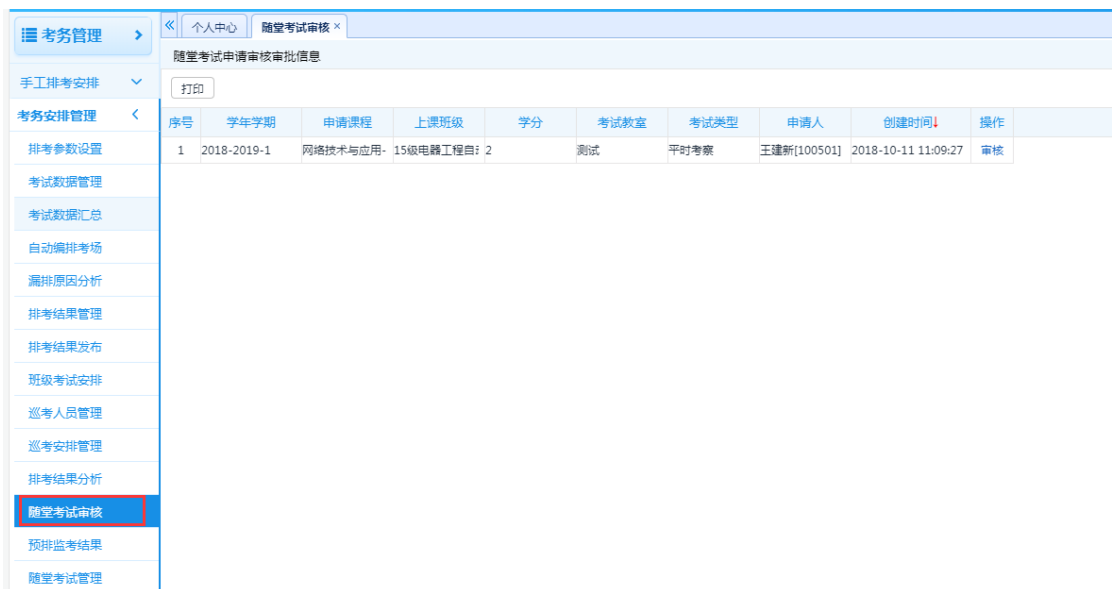 考务管理
手工排考安排
考务安排管理
排考参数设置
考试数据管理
考试数据汇总
自动编排考场
漏排原因分析
排考结果管理
排考结果发布
班级考试安排
巡考人员管理
巡考安排管理
排考结果分析
随堂考试审核
预排监考结果
随堂考试管理
个人中心 随堂考试审核 ×
随堂考试申请审核审批信息
打印
序号 学年学期 申请课程 上课班级 学分 考试教室 考试类型 申请人 创建时间↓ 操作
1 2018-2019-1 网络技术与应用- 15级电器工程自 2 测试 平时考察 王建新[100501] 2018-10-11 11:09:27 审核